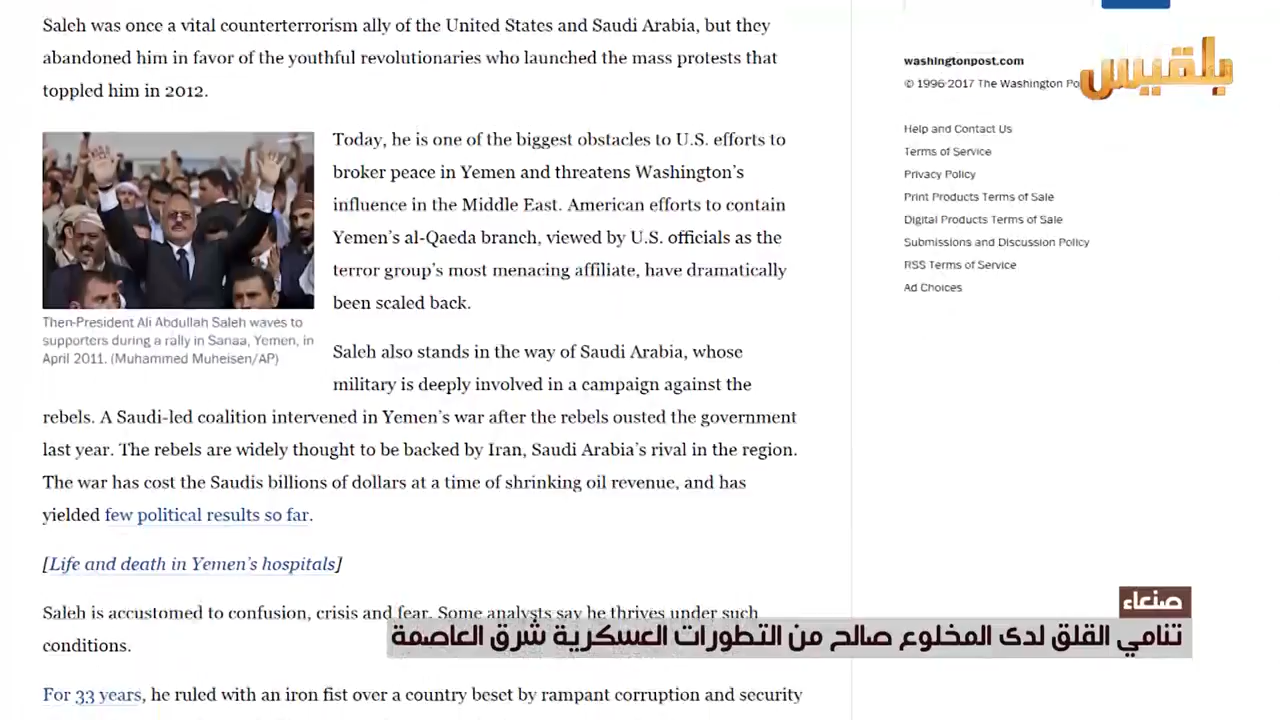 Saleh was once a vital counterterrorism ally of the United States and Saudi Arabia, but they
abandoned him in favor of the youthful revolutionaries who launched the mass protests that
toppled him in 2012.
Today, he is one of the biggest obstacles to U.S. efforts to
broker peace in Yemen and threatens Washington's
influence in the Middle East. American efforts to contain
Yemen's al-Qaeda branch, viewed by U.S. officials as the
terror group's most menacing affiliate, have dramatically
been scaled back.
Then-President Ali Abdullah Saleh waves to
supporters during a rally in Sanaa, Yemen, in
April 2011. (Muhammed Muheisen/AP)
Saleh also stands in the way of Saudi Arabia, whose
military is deeply involved in a campaign against the
rebels. A Saudi-led coalition intervened in Yemen's war after the rebels ousted the government
last year. The rebels are widely thought to be backed by Iran, Saudi Arabia's rival in the region.
The war has cost the Saudis billions of dollars at a time of shrinking oil revenue, and has
yielded few political results so far.
[Life and death in Yemen's hospitals]
Saleh is accustomed to confusion, crisis and fear. Some analysts say he thrives under such
conditions.
For 33 years, he ruled with an iron fist over a country beset by rampant corruption and security
washingtonpost.com
© 1996-2017 The Washington
بلقيس
Help and Contact Us
Terms of Service
Privacy Policy
Print Products Terms of Sale
Digital Products Terms of Sale
Submissions and Discussion Policy
RSS Terms of Service
Ad Choices
صنعاء
تنامي القلق لدى المخلوع صالح من التطورات العسكرية شرق العاصمة